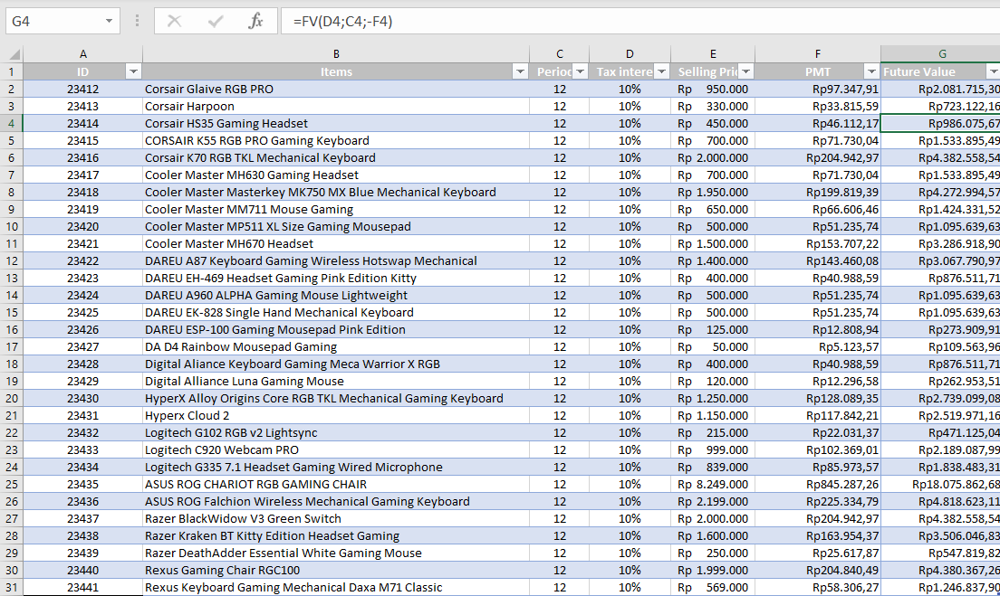 G4 fx =FV(D4;C4;-F4)
A B C D E F G
1 ID Items Period Tax intere Selling Pric PMT Future Value
2 23412 Corsair Glaive RGB PRO 12 10% Rp 950.000 Rp97.347,91 Rp2.081.715,30
3 23413 Corsair Harpoon 12 10% Rp 330.000 Rp33.815,59 Rp723.122,16
4 23414 Corsair HS35 Gaming Headset 12 10% Rp 450.000 Rp46.112,17 Rp986.075,67
5 23415 CORSAIR K55 RGB PRO Gaming Keyboard 12 10% Rp 700.000 Rp71.730,04 Rp1.533.895,49
6 23416 Corsair K70 RGB TKL Mechanical Keyboard 12 10% Rp 2.000.000 Rp204.942,97 Rp4.382.558,54
7 23417 Cooler Master MH630 Gaming Headset 12 10% Rp 700.000 Rp71.730,04 Rp1.533.895,49
8 23418 Cooler Master Masterkey MK750 MX Blue Mechanical Keyboard 12 10% Rp 1.950.000 Rp199.819,39 Rp4.272.994,57
9 23419 Cooler Master MM711 Mouse Gaming 12 10% Rp 650.000 Rp66.606,46 Rp1.424.331,52
10 23420 Cooler Master MP511 XL Size Gaming Mousepad 12 10% Rp 500.000 Rp51.235,74 Rp1.095.639,63
11 23421 Cooler Master MH670 Headset 12 10% Rp 1.500.000 Rp153.707,22 Rp3.286.918,90
12 23422 DAREU A87 Keyboard Gaming Wireless Hotswap Mechanical 12 10% Rp 1.400.000 Rp143.460,08 Rp3.067.790,97
13 23423 DAREU EH-469 Headset Gaming Pink Edition Kitty 12 10% Rp 400.000 Rp40.988,59 Rp876.511,71
14 23424 DAREU A960 ALPHA Gaming Mouse Lightweight 12 10% Rp 500.000 Rp51.235,74 Rp1.095.639,63
15 23425 DAREU EK-828 Single Hand Mechanical Keyboard 12 10% Rp 500.000 Rp51.235,74 Rp1.095.639,63
16 23426 DAREU ESP-100 Gaming Mousepad Pink Edition 12 10% Rp 125.000 Rp12.808,94 Rp273.909,91
17 23427 DA D4 Rainbow Mousepad Gaming 12 10% Rp 50.000 Rp5.123,57 Rp109.563,96
18 23428 Digital Aliance Keyboard Gaming Meca Warrior X RGB 12 10% Rp 400.000 Rp40.988,59 Rp876.511,71
19 23429 Digital Alliance Luna Gaming Mouse 12 10% Rp 120.000 Rp12.296,58 Rp262.953,51
20 23430 HyperX Alloy Origins Core RGB TKL Mechanical Gaming Keyboard 12 10% Rp 1.250.000 Rp128.089,35 Rp2.739.099,08
21 23431 Hyperx Cloud 2 12 10% Rp 1.150.000 Rp117.842,21 Rp2.519.971,16
22 23432 Logitech G102 RGB v2 Lightsync 12 10% Rp 215.000 Rp22.031,37 Rp471.125,04
23 23433 Logitech C920 Webcam PRO 12 10% Rp 999.000 Rp102.369,01 Rp2.189.087,99
24 23434 Logitech G335 7.1 Headset Gaming Wired Microphone 12 10% Rp 839.000 Rp85.973,57 Rp1.838.483,31
25 23435 ASUS ROG CHARIOT RGB GAMING CHAIR 12 10% Rp 8.249.000 Rp845.287,26 Rp18.075.862,68
26 23436 ASUS ROG Falchion Wireless Mechanical Gaming Keyboard 12 10% Rp 2.199.000 Rp225.334,79 Rp4.818.623,11
27 23437 Razer BlackWidow V3 Green Switch 12 10% Rp 2.000.000 Rp204.942,97 Rp4.382.558,54
28 23438 Razer Kraken BT Kitty Edition Headset Gaming 12 10% Rp 1.600.000 Rp163.954,37 Rp3.506.046,83
29 23439 Razer DeathAdder Essential White Gaming Mouse 12 10% Rp 250.000 Rp25.617,87 Rp547.819,82
30 23440 Rexus Gaming Chair RGC100 12 10% Rp 1.999.000 Rp204.840,49 Rp4.380.367,26
31 23441 Rexus Keyboard Gaming Mechanical Daxa M71 Classic 12 10% Rp 569.000 Rp58.306,27 Rp1.246.837,90